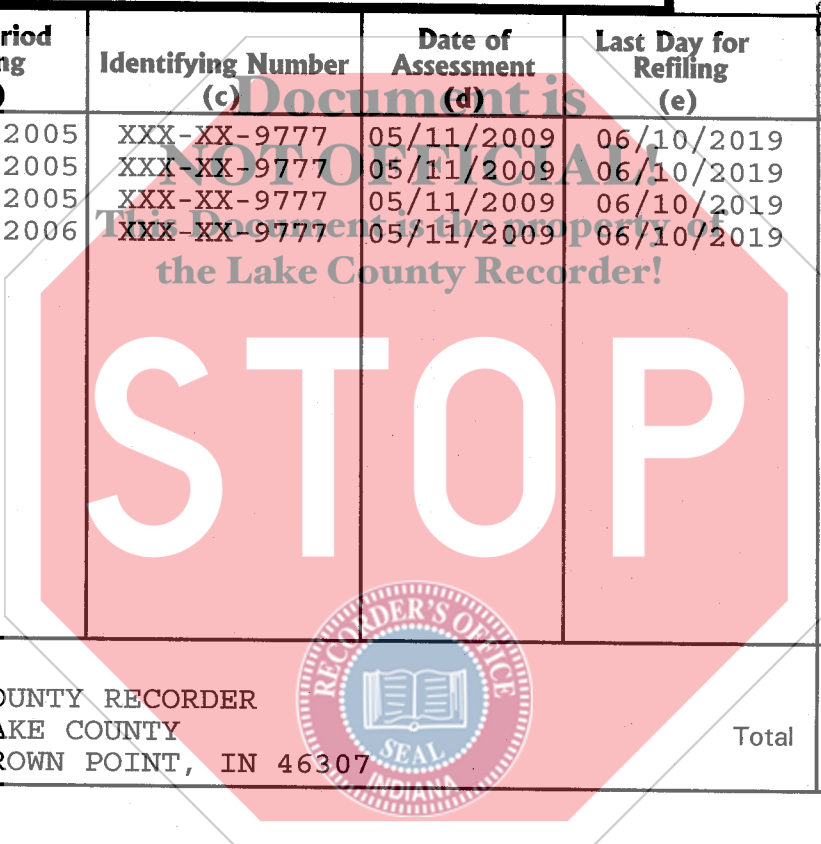 riod
ng
)
Identifying Number
(c)
Date of
Assessment
(d)
Last Day for
Refiling
(e)
2005 XXX-XX-9777 05/11/2009 06/10/2019
2005 XXX-XX-9777 05/11/2009 06/10/2019
2005 XXX-XX-9777 05/11/2009 06/10/2019
2006 XXX-XX-9777 05/11/2009 06/10/2019
Document is
NOT OFFICIAL!
This Document is the property of
the Lake County Recorder!
STOP
RECORDER'S OFFICE
SEAL
INDIANA
OUNTY RECORDER
AKE COUNTY
ROWN POINT, IN 46307
Total